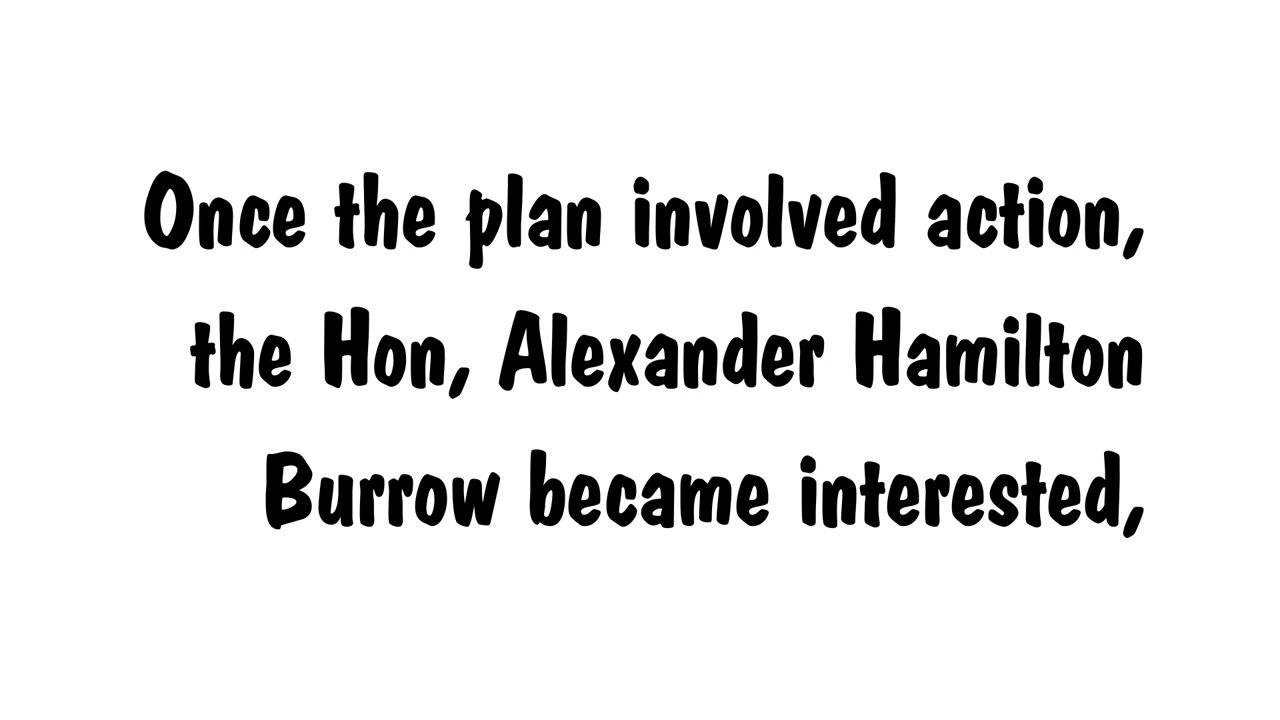 Once the plan involved action,
the Hon, Alexander Hamilton
Burrow became interested,